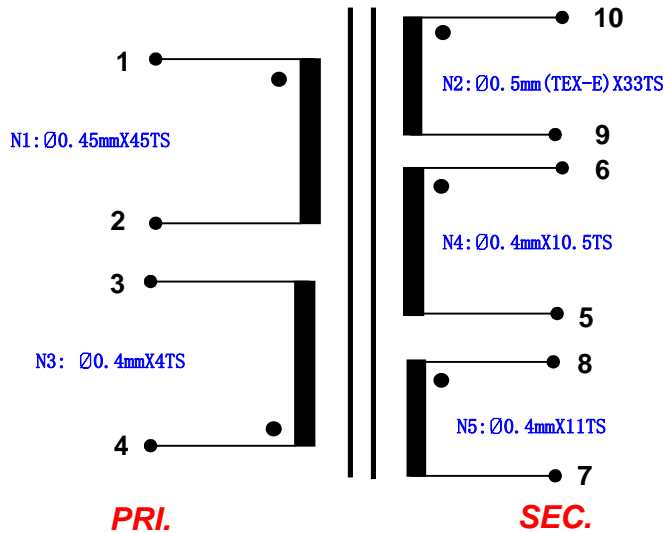 1
N1:Ø0.45mmX45TS
2
3
N3: Ø0.4mmX4TS
4
PRI.
10
N2:Ø0.5mm(TEX-E)X33TS
9
6
N4:Ø0.4mmX10.5TS
5
8
N5:Ø0.4mmX11TS
7
SEC.